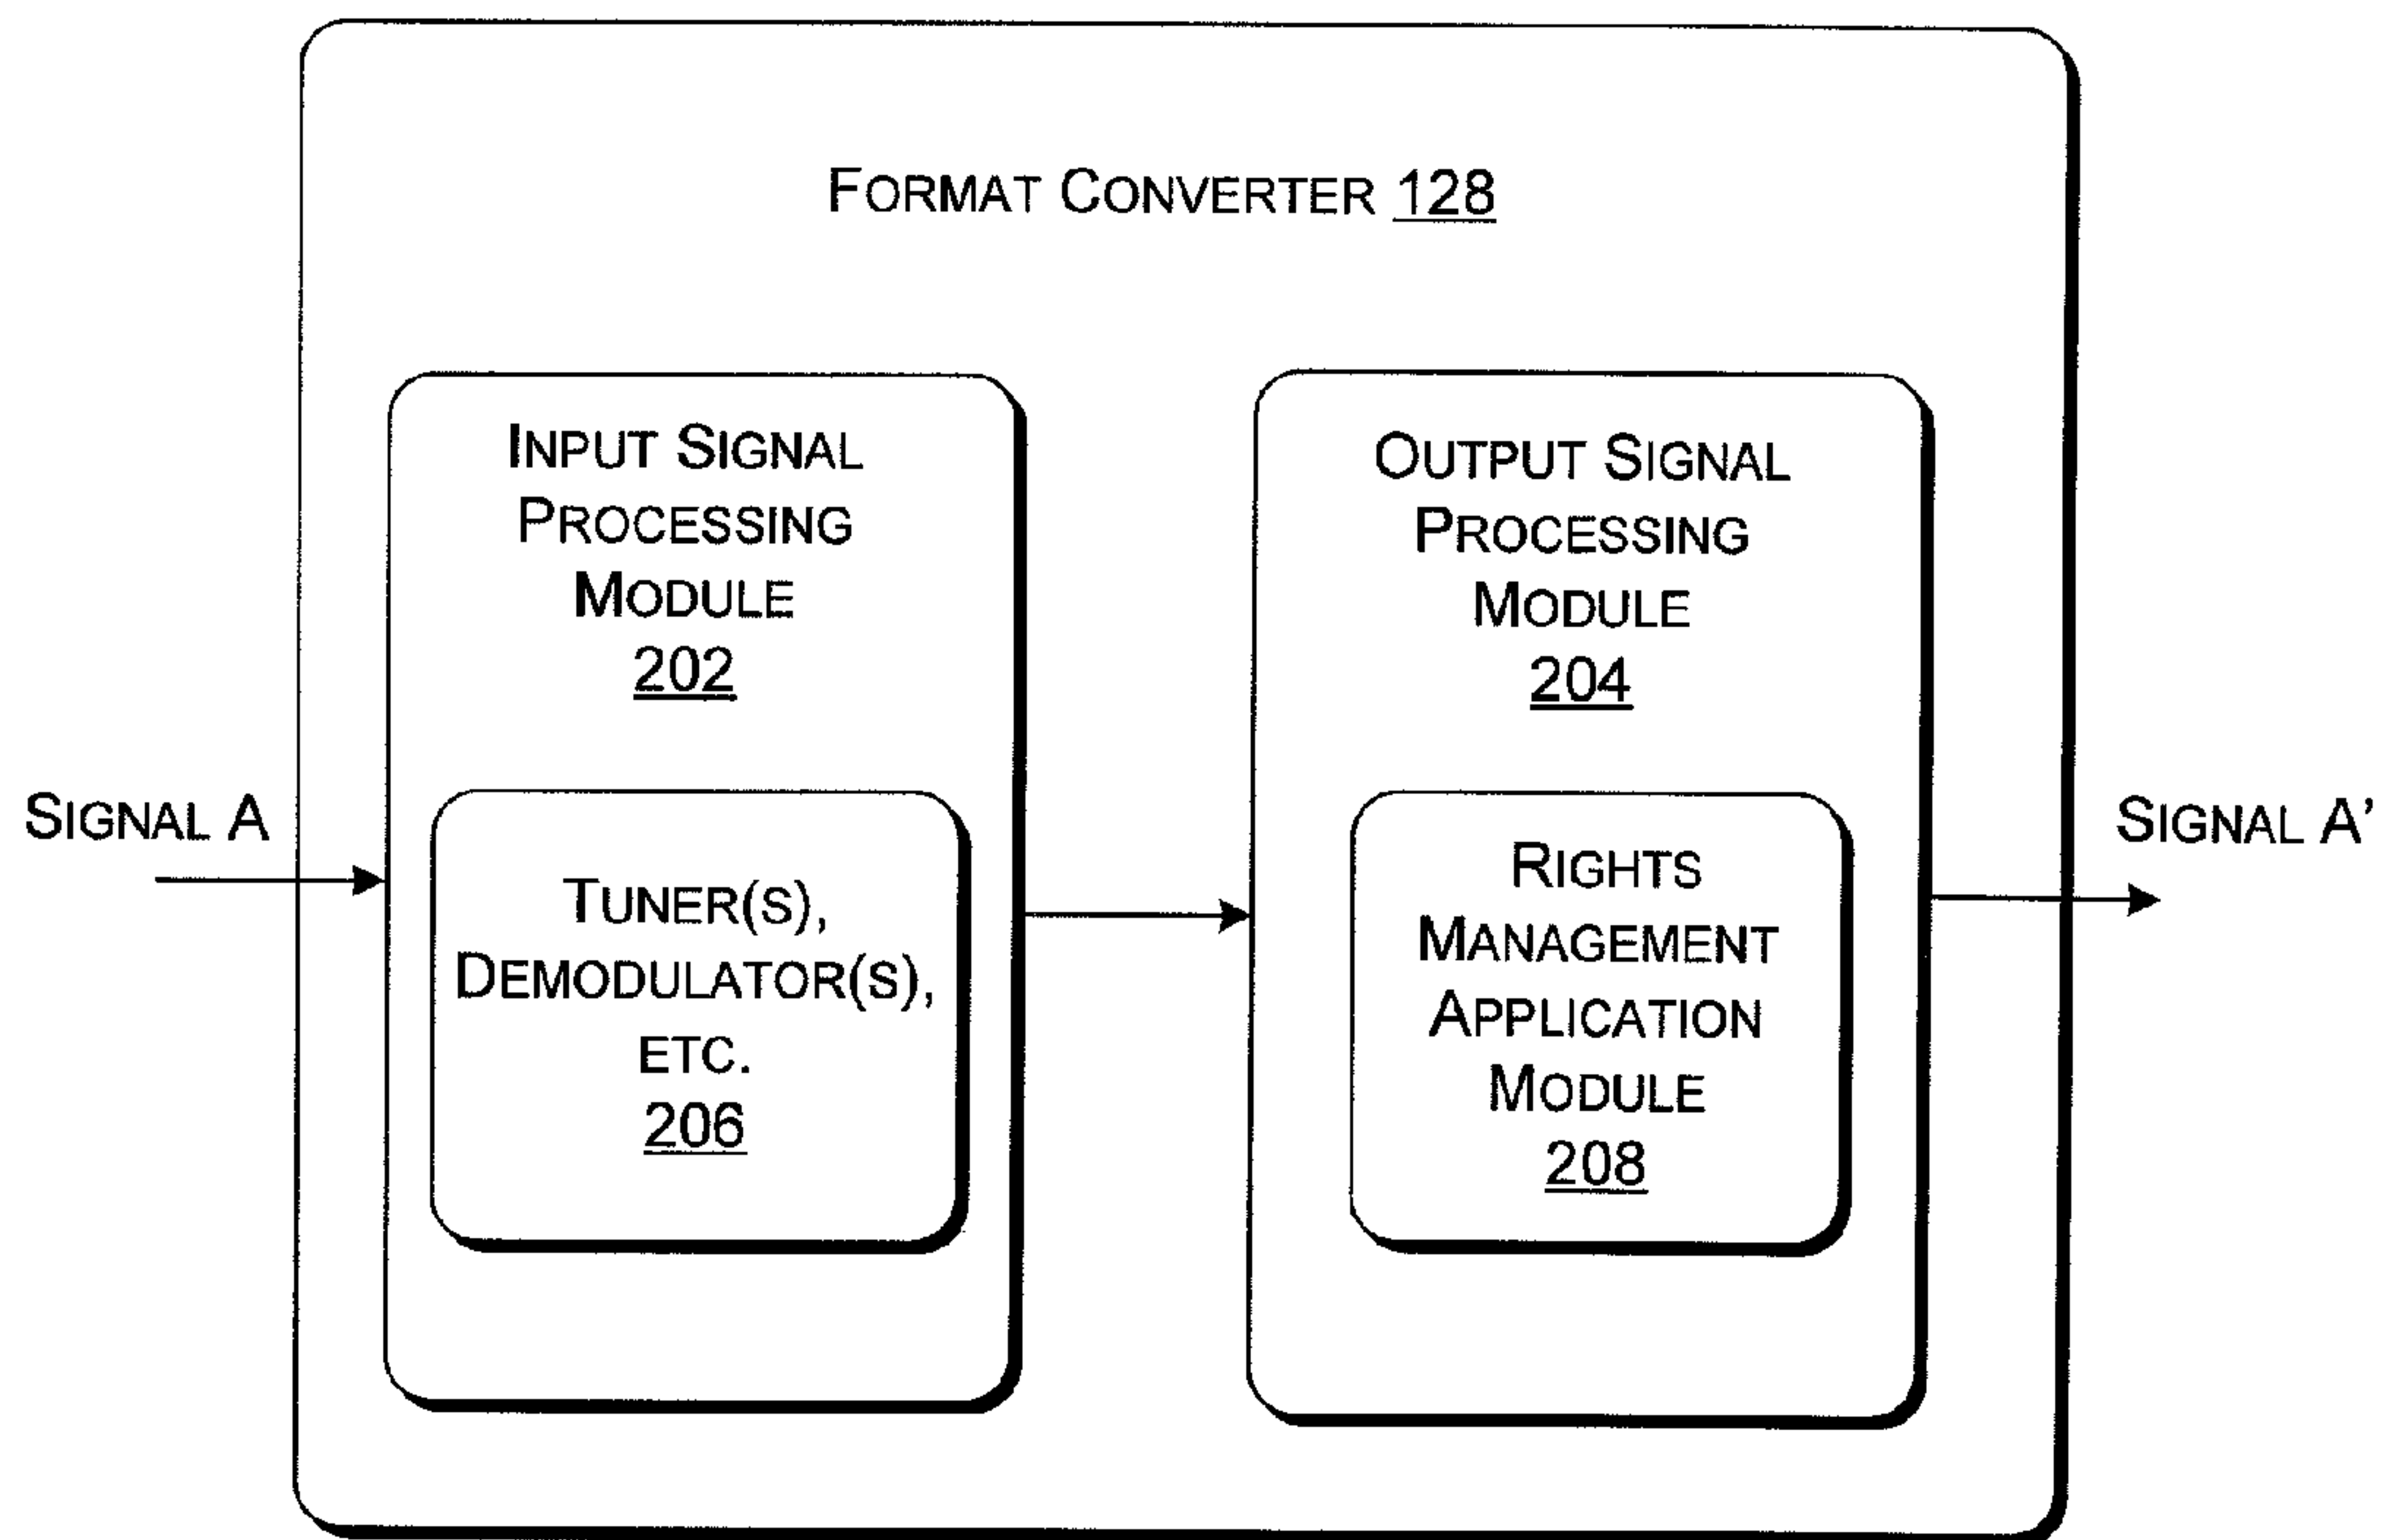 FORMAT CONVERTER 128
INPUT SIGNAL
PROCESSING
MODULE
202
OUTPUT SIGNAL
PROCESSING
MODULE
204
SIGNAL A
TUNER(S),
DEMODULATOR(S),
ETC.
206
RIGHTS
MANAGEMENT
APPLICATION
MODULE
208
SIGNAL A'